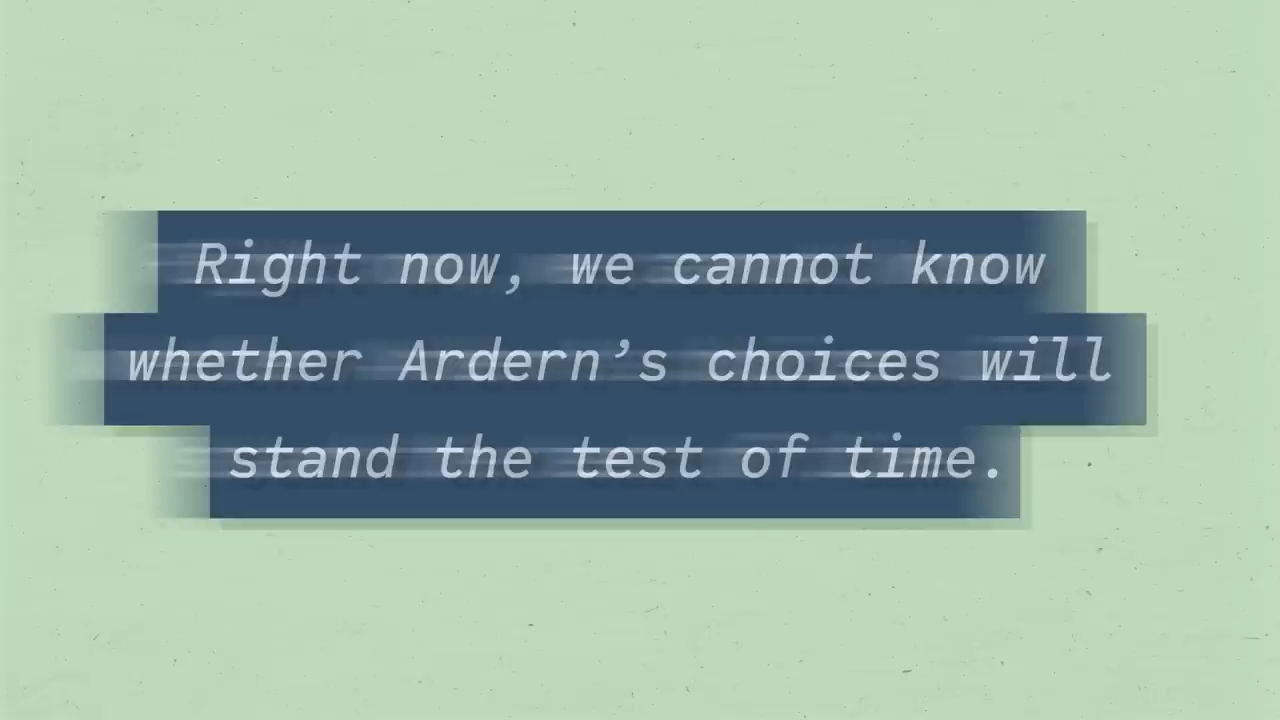 Right now, we cannot know
whether Ardern’s choices will
stand the test of time.